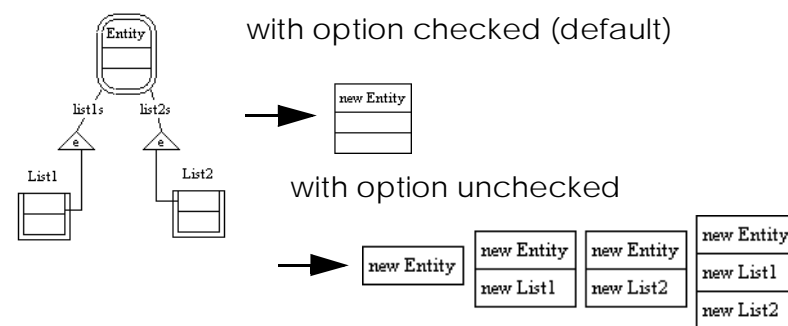 Entity
with option checked (default)
list1s
list2s
new Entity
e
e
List1
List2
with option unchecked
new Entity
new Entity
new List1
new Entity
new List2
new Entity
new List1
new List2